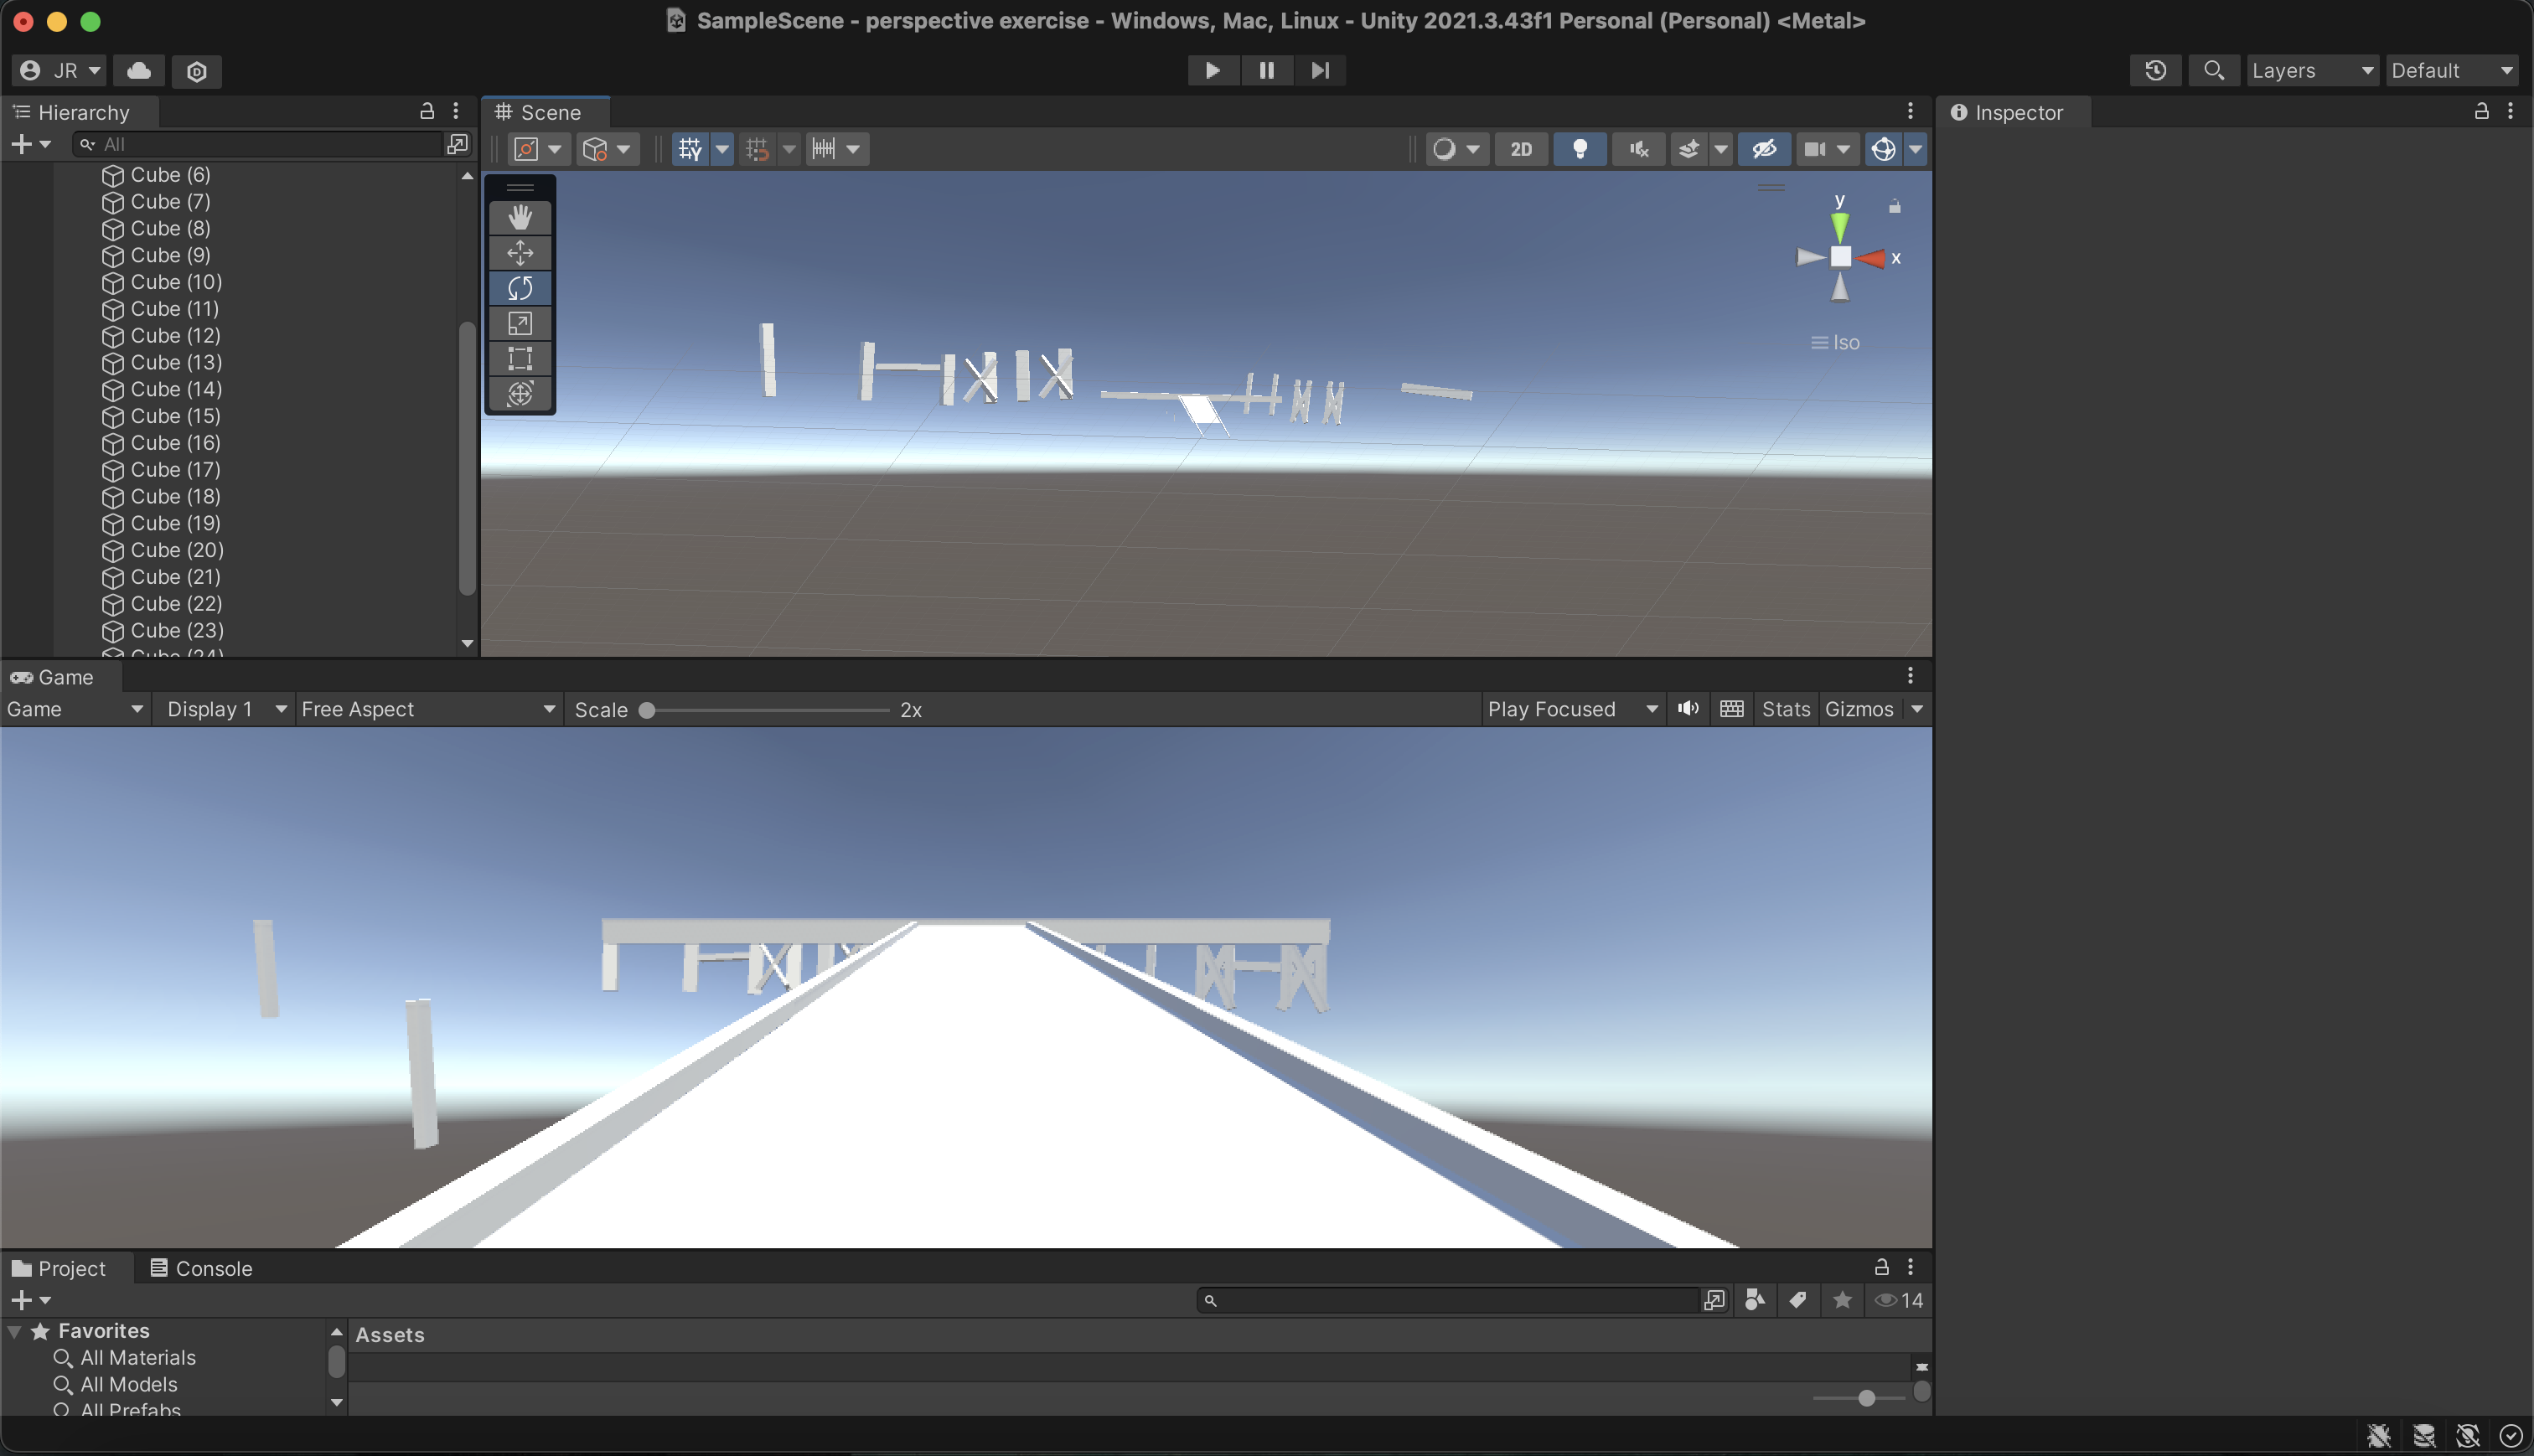 SampleScene - perspective exercise - Windows, Mac, Linux - Unity 2021.3.43f1 Personal (Personal) <Metal>
JR
Layers
Default
Hierarchy
Scene
Inspector
All
2D
Cube (6)
Cube (7)
Cube (8)
Cube (9)
Cube (10)
Cube (11)
Cube (12)
Cube (13)
Cube (14)
Cube (15)
Cube (16)
Cube (17)
Cube (18)
Cube (19)
Cube (20)
Cube (21)
Cube (22)
Cube (23)
Cube (24)
y
x
Iso
Game
Game
Display 1
Free Aspect
Scale
2x
Play Focused
Stats
Gizmos
Project
Console
14
Favorites
Assets
All Materials
All Models
All Prefabs